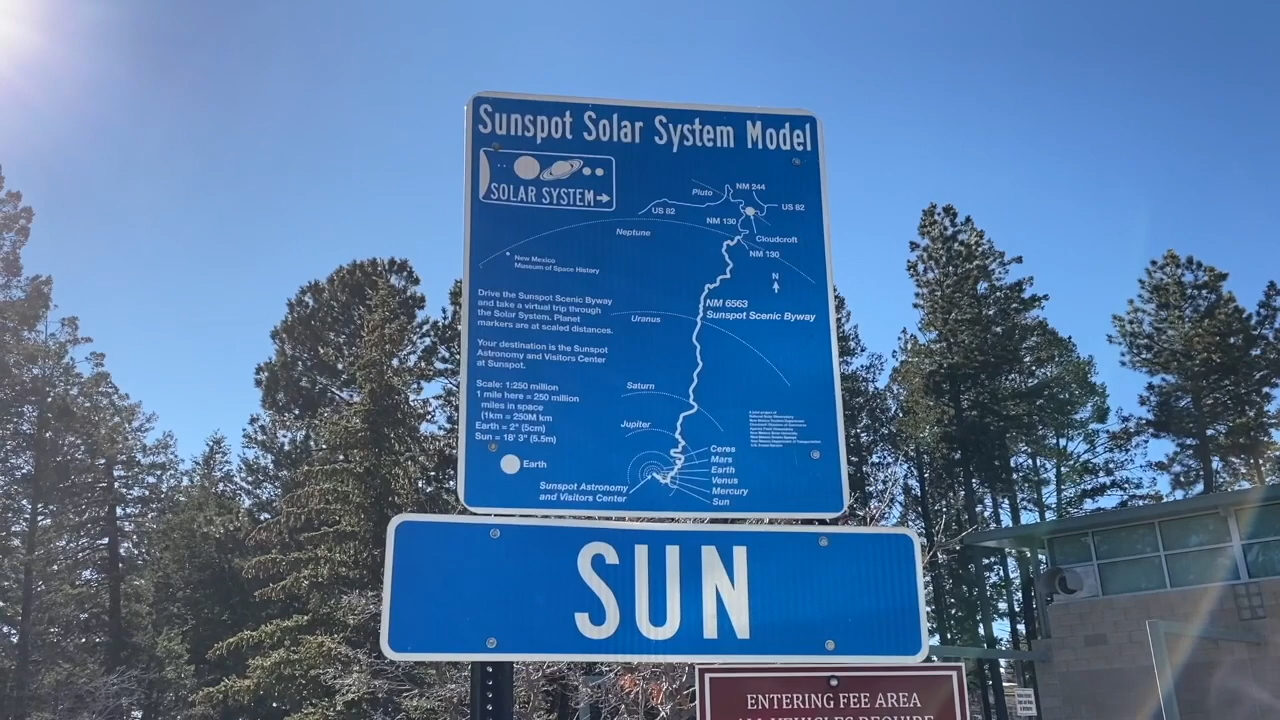 Sunspot Solar System Model
SOLAR SYSTEM→
Pluto
NM 244
US 82
US 82
NM 130
Neptune
Cloudcroft
NM 130
New Mexico
Museum of Space History
N
Drive the Sunspot Scenic Byway
and take a virtual trip through
the Solar System. Planet
markers are at scaled distances.
NM 6563
Sunspot Scenic Byway
Uranus
Your destination is the Sunspot
Astronomy and Visitors Center
at Sunspot.
Scale: 1:250 million
1 mile here = 250 million
miles in space
(1km = 250M km
Earth = 2" (5cm)
Sun = 18' 3" (5.5m)
Saturn
Jupiter
Earth
Ceres
Mars
Earth
Venus
Mercury
Sun
Sunspot Astronomy
and Visitors Center
SUN
ENTERING FEE AREA
ALL VEHICLES REQUIRE